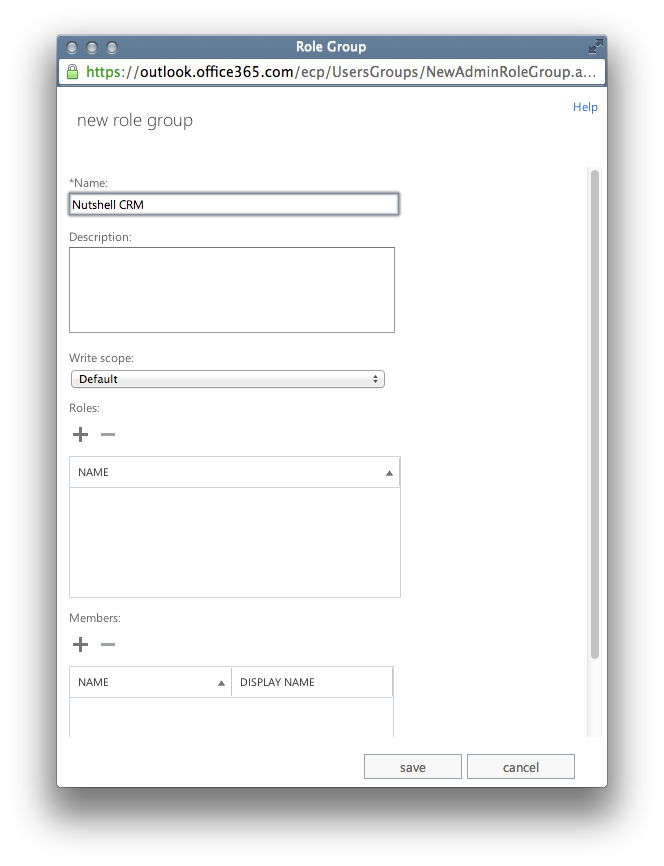 Role Group
https://outlook.office365.com/ecp/UsersGroups/NewAdminRoleGroup.a...
Help
new role group
*Name:
Nutshell CRM
Description:
Write scope:
Default
Roles:
NAME
Members:
NAME DISPLAY NAME
save cancel